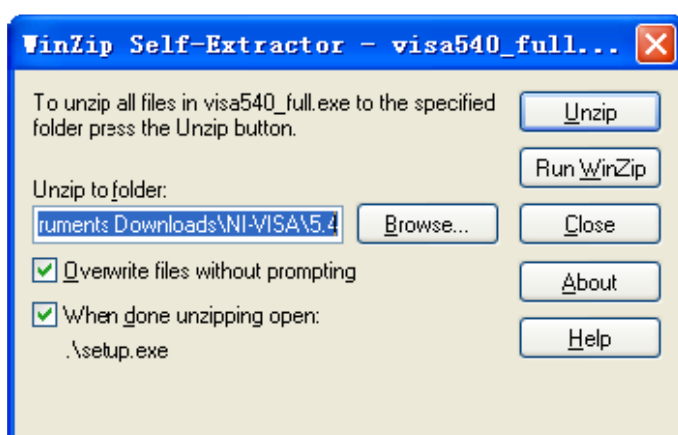 WinZip Self-Extractor - visa540_full...
To unzip all files in visa540_full.exe to the specified
folder press the Unzip button.
Unzip
Run WinZip
Unzip to folder:
ruments Downloads\NI-VISA\5.4
Browse...
Close
Overwrite files without prompting
About
When done unzipping open:
.\setup.exe
Help